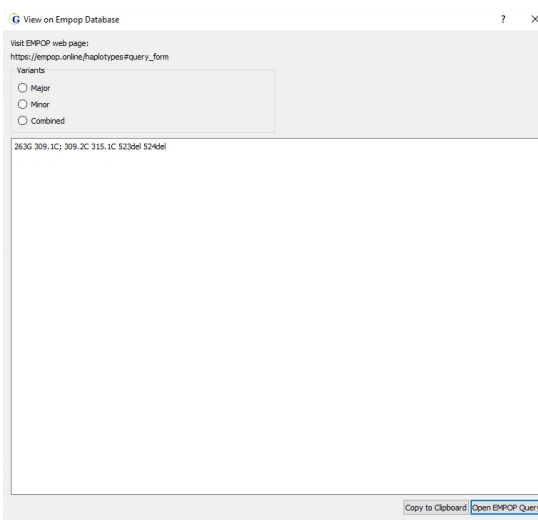 G View on Empop Database ? X
Visit EMPOP web page:
https://empop.online/haplotypes#query_form
Variants
Major
Minor
Combined
263G 309.1C; 309.2C 315.1C 523del 524del
Copy to Clipboard Open EMPOP Query